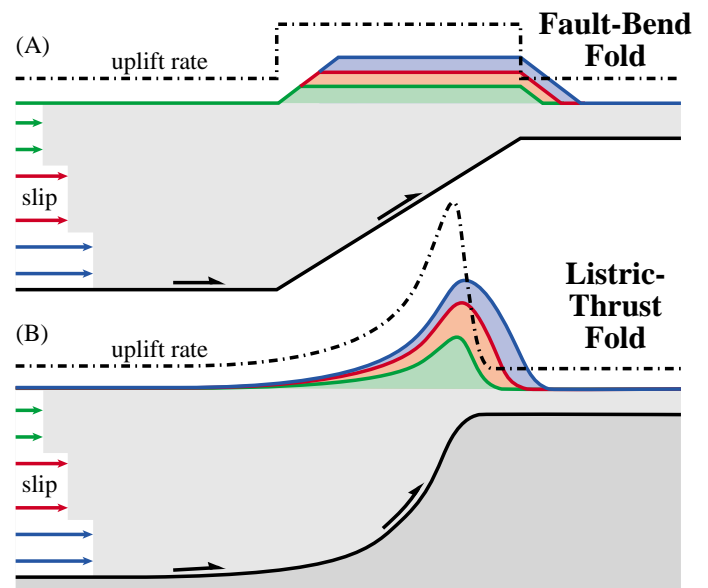 (A)
Fault-Bend
Fold
uplift rate
slip
Listric-
Thrust
Fold
(B)
uplift rate
slip